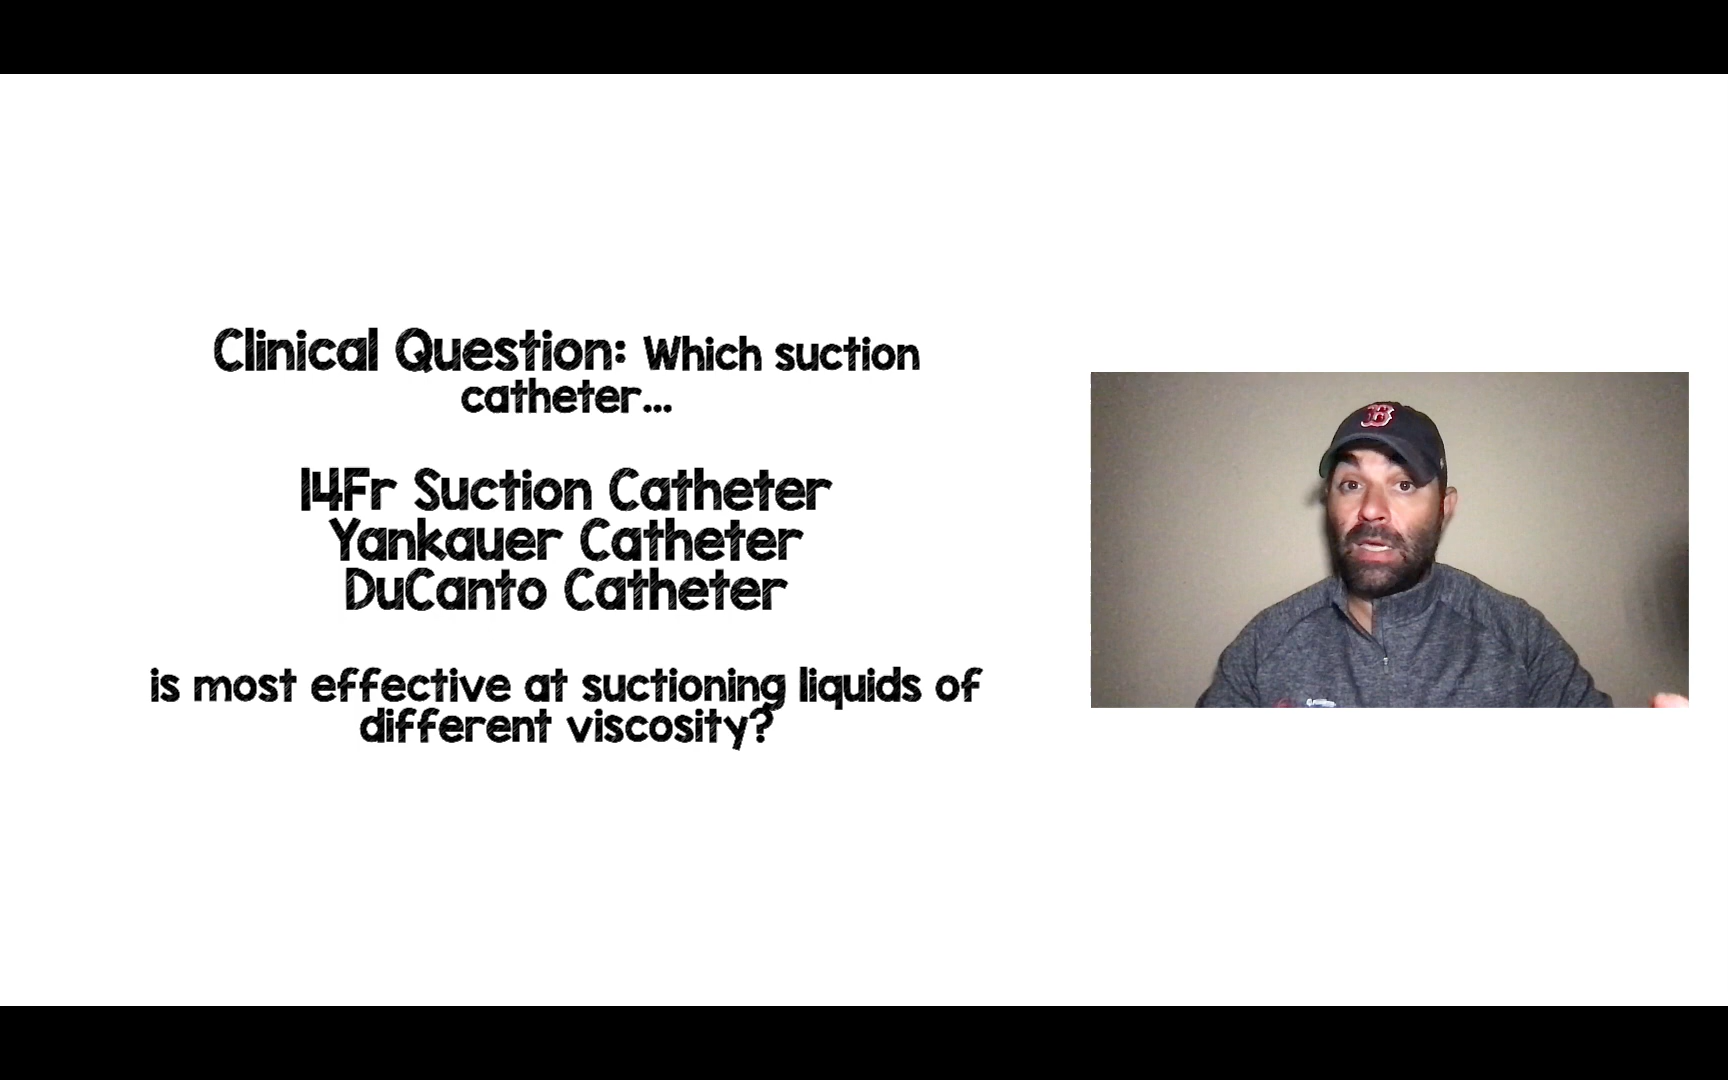 Clinical Question: Which suction
catheter...
14Fr Suction Catheter
Yankauer Catheter
DuCanto Catheter
is most effective at suctioning liquids of
different viscosity?
B